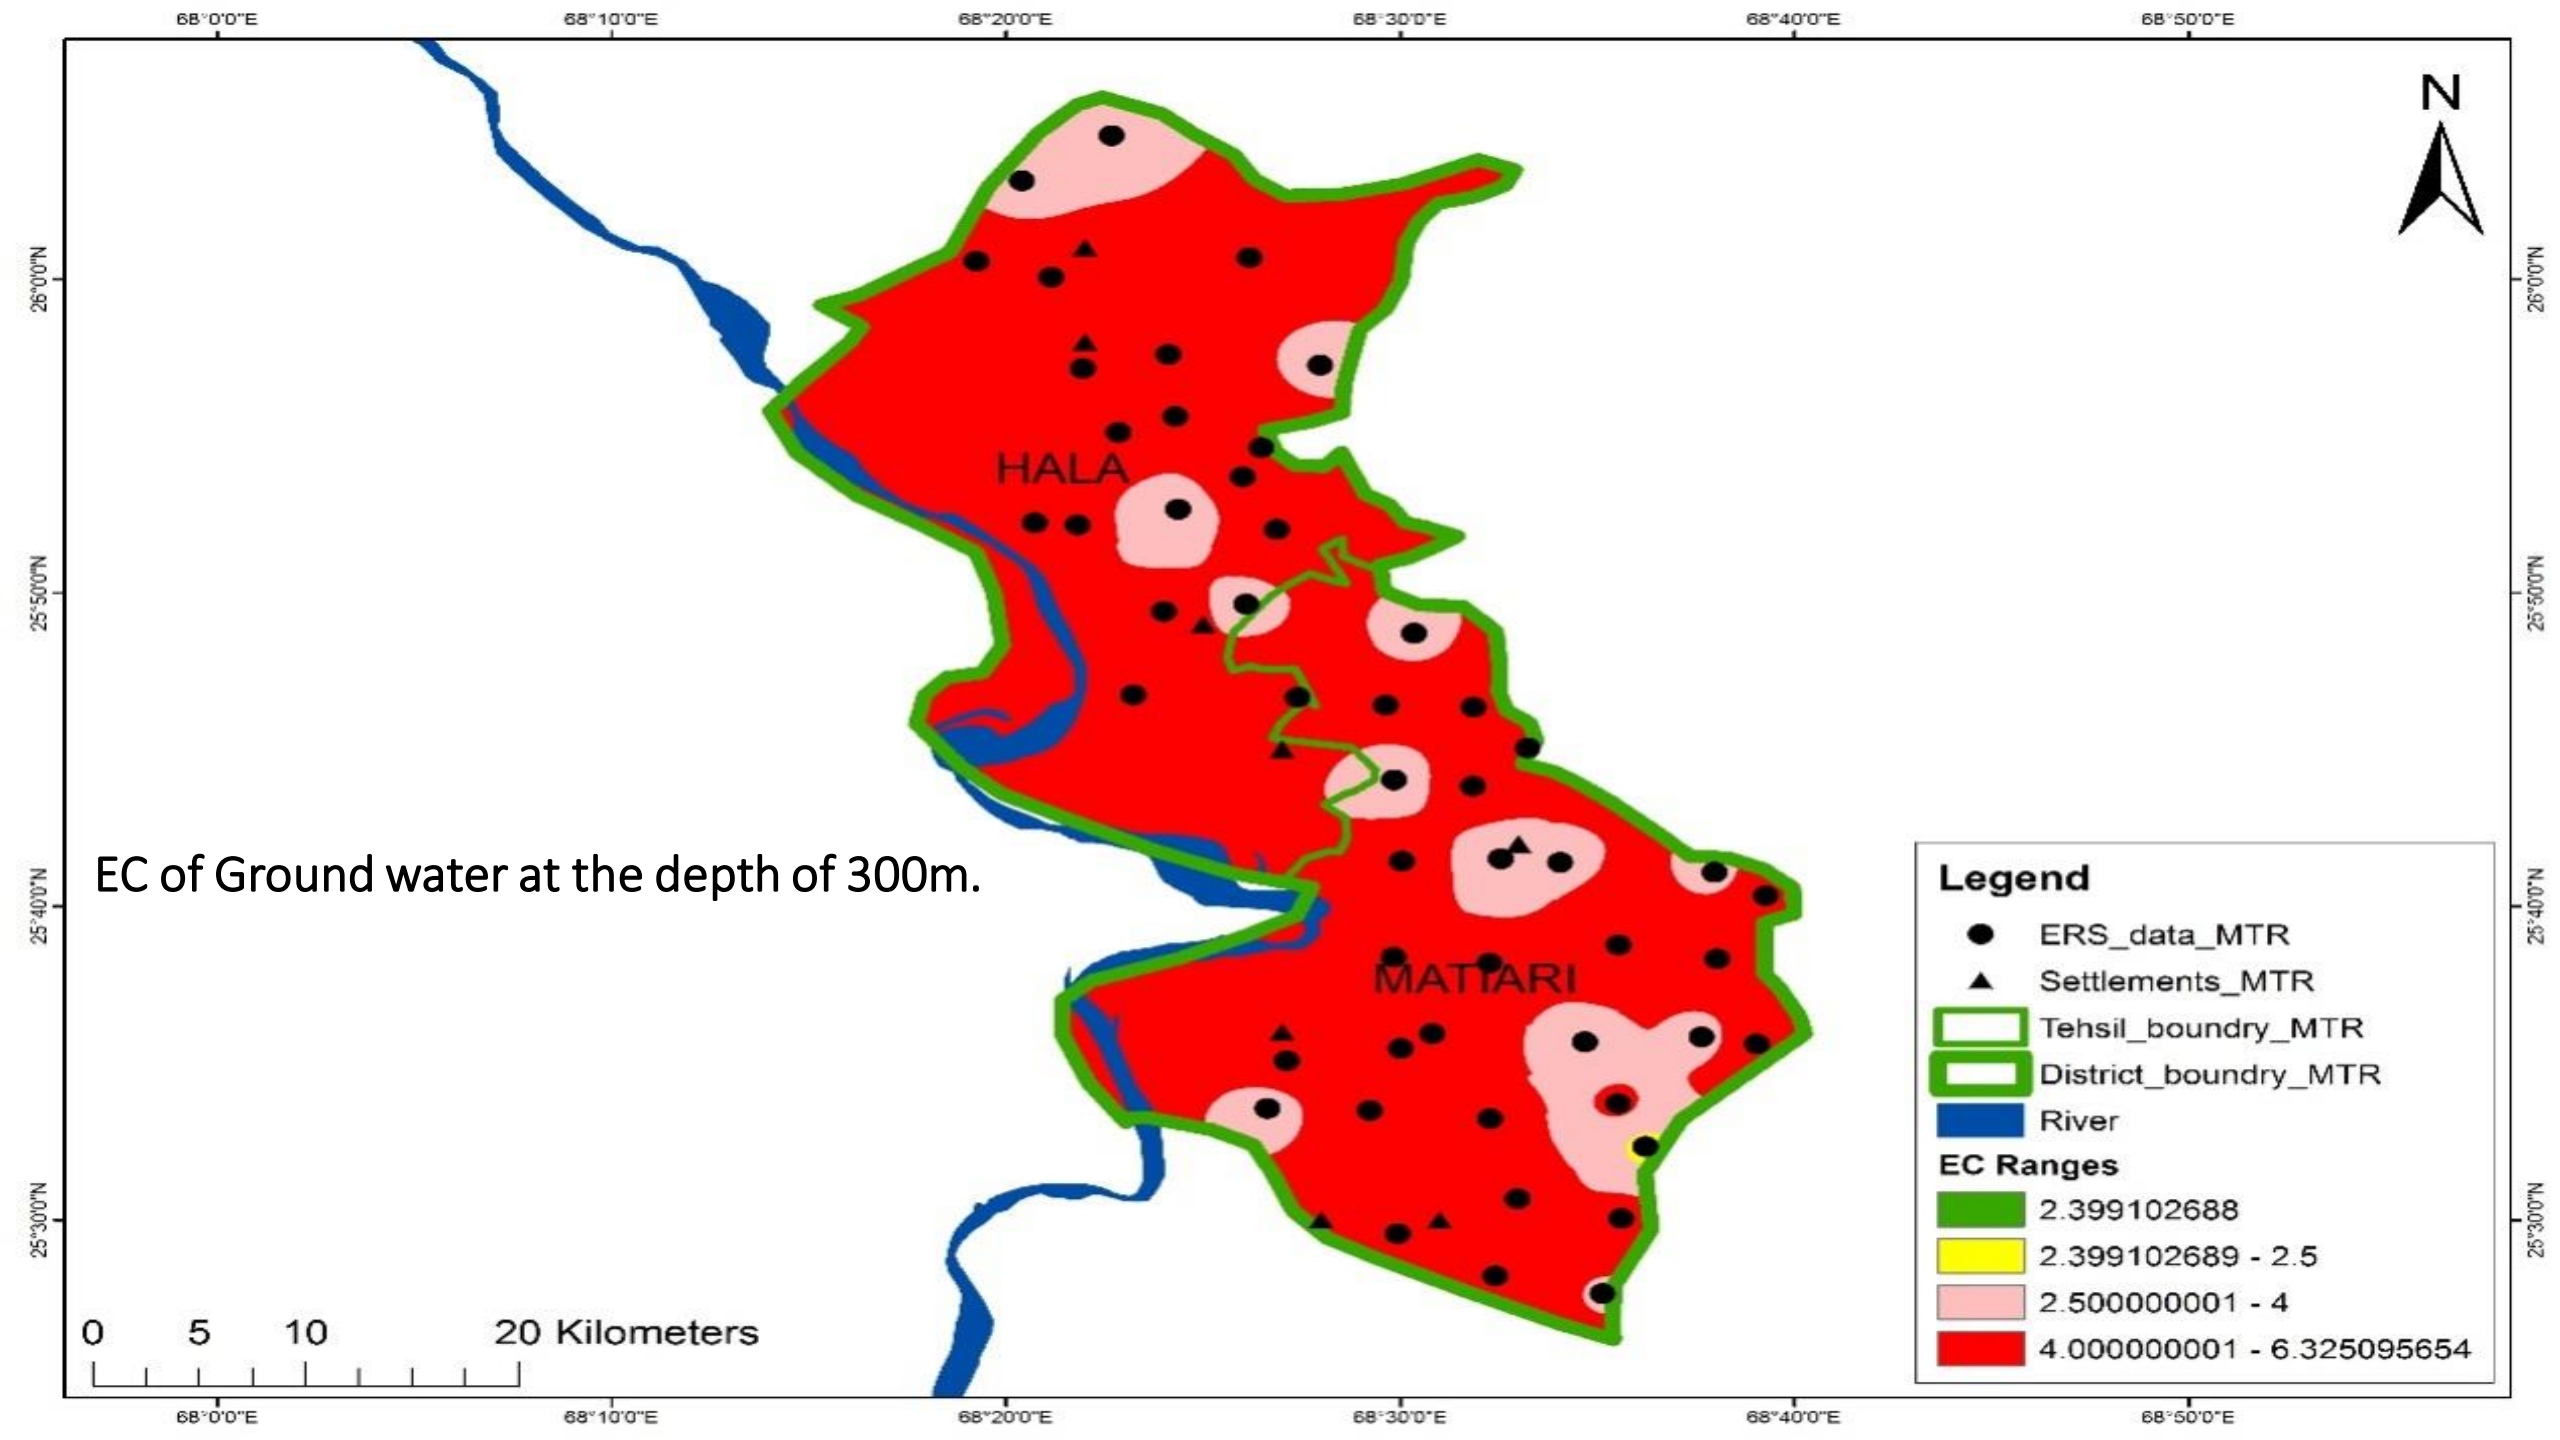 68°0'0"E 68°10'0"E 68°20'0"E 68°30'0"E 68°40'0"E 68°50'0"E
N
26°0'0"N 26°0'0"N
HALA
25°50'0"N 25°50'0"N
EC of Ground water at the depth of 300m.
25°40'0"N 25°40'0"N
MATIARI
25°30'0"N 25°30'0"N
Legend
ERS_data_MTR
Settlements_MTR
Tehsil_boundry_MTR
District_boundry_MTR
River
EC Ranges
2.399102688
2.399102689 - 2.5
2.500000001 - 4
4.000000001 - 6.325095654
0 5 10 20 Kilometers
68°0'0"E 68°10'0"E 68°20'0"E 68°30'0"E 68°40'0"E 68°50'0"E